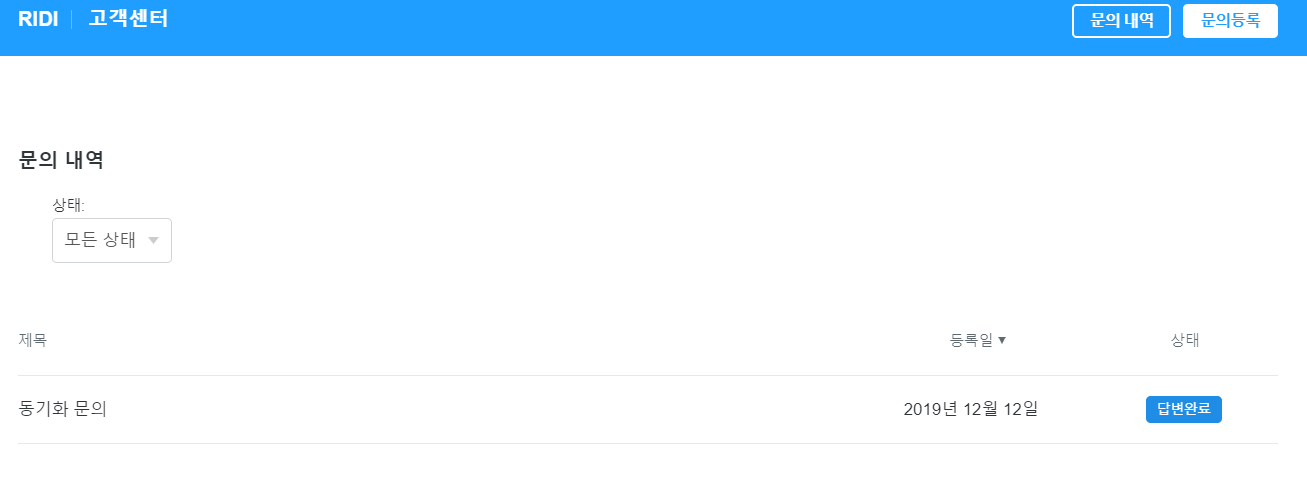 RIDI 고객센터 문의 내역 문의등록
문의 내역
상태:
모든 상태
제목 등록일 ▼ 상태
동기화 문의 2019년 12월 12일 답변완료